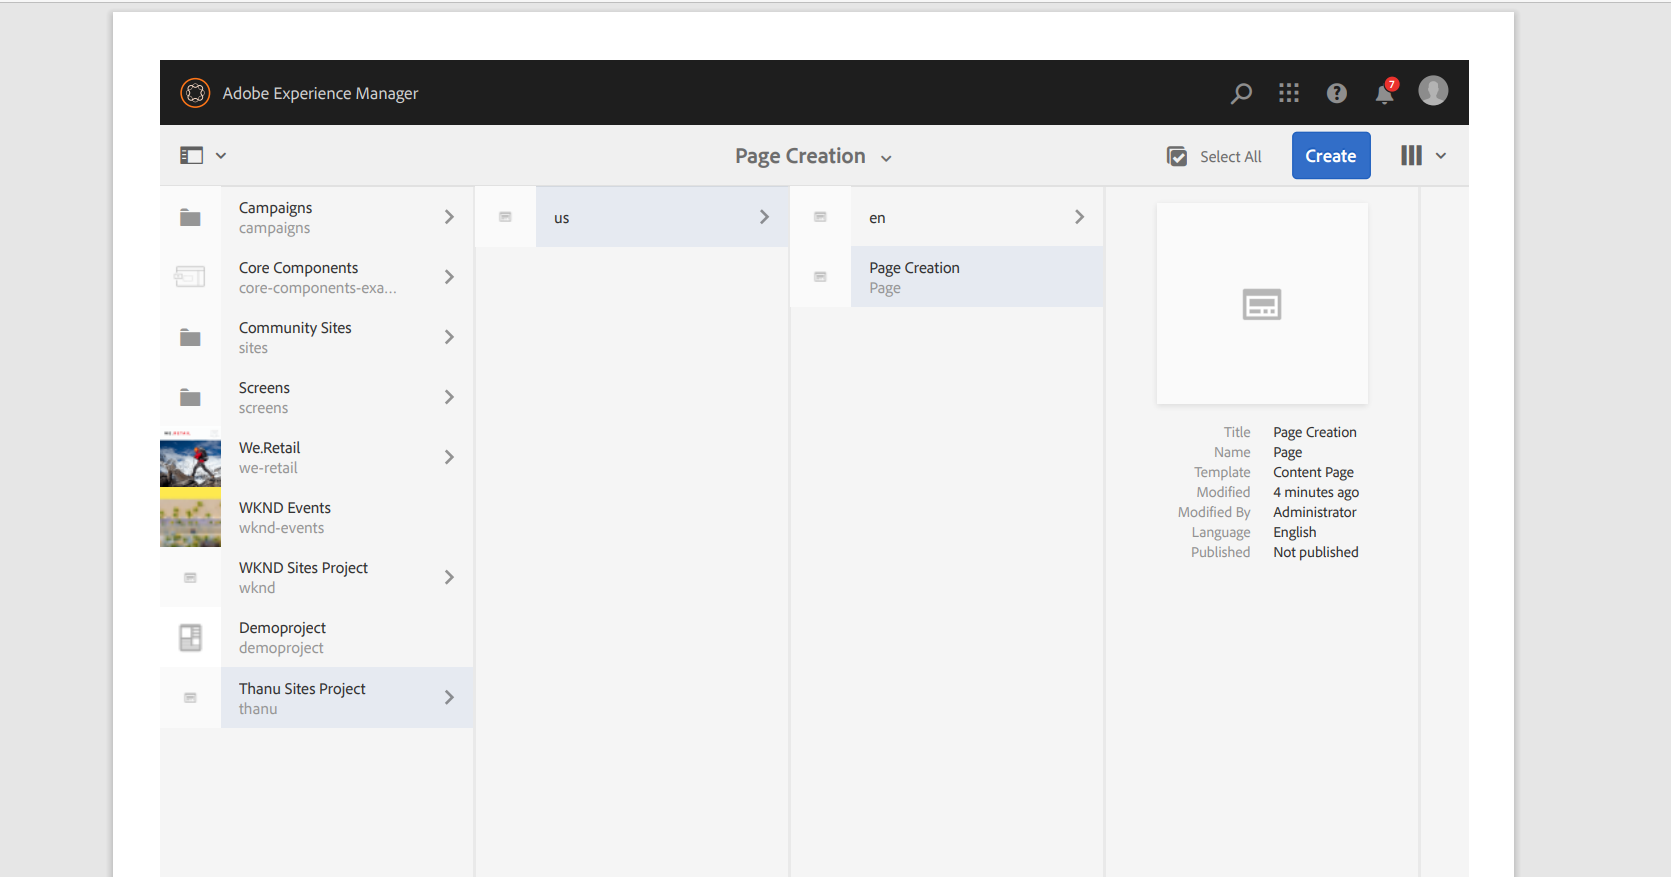 Adobe Experience Manager
7
Page Creation
Select All
Create
Campaigns
campaigns
Core Components
core-components-exa...
Community Sites
sites
Screens
screens
We.Retail
we-retail
WKND Events
wknd-events
WKND Sites Project
wknd
Demoproject
demoproject
Thanu Sites Project
thanu
us
en
Page Creation
Page
Title Page Creation
Name Page
Template Content Page
Modified 4 minutes ago
Modified By Administrator
Language English
Published Not published